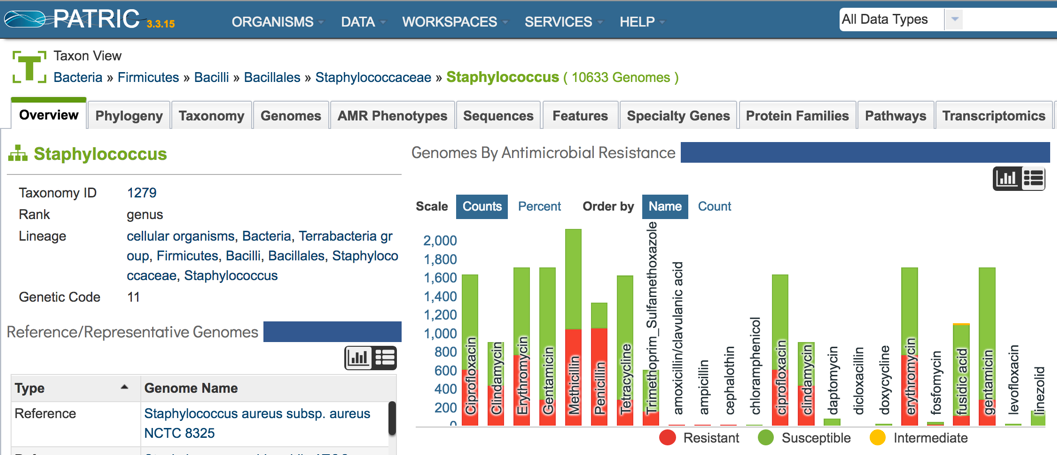 PATRIC 3.3.15
ORGANISMS DATA WORKSPACES SERVICES HELP All Data Types
Taxon View
T Bacteria » Firmicutes » Bacilli » Bacillales » Staphylococcaceae » Staphylococcus ( 10633 Genomes )
Overview Phylogeny Taxonomy Genomes AMR Phenotypes Sequences Features Specialty Genes Protein Families Pathways Transcriptomics
Staphylococcus
Taxonomy ID 1279
Rank genus
Lineage cellular organisms, Bacteria, Terrabacteria gr
oup, Firmicutes, Bacilli, Bacillales, Staphyloco
ccaceae, Staphylococcus
Genetic Code 11
Reference/Representative Genomes
Type Genome Name
Reference Staphylococcus aureus subsp. aureus
NCTC 8325
Genomes By Antimicrobial Resistance
Scale Counts Percent Order by Name Count
2,000
1,800
1,600
1,400
1,200
1,000
800
600
400
200
0
Ciprofloxacin
Clindamycin
Erythromycin
Gentamicin
Methicillin
Penicillin
Tetracycline
Trimethoprim_Sulfamethoxazole
amoxicillin/clavulanic acid
ampicillin
cephalothin
chloramphenicol
ciprofloxacin
clindamycin
daptomycin
dicloxacillin
doxycycline
erythromycin
fosfomycin
fusidic acid
gentamicin
levofloxacin
linezolid
Resistant Susceptible Intermediate